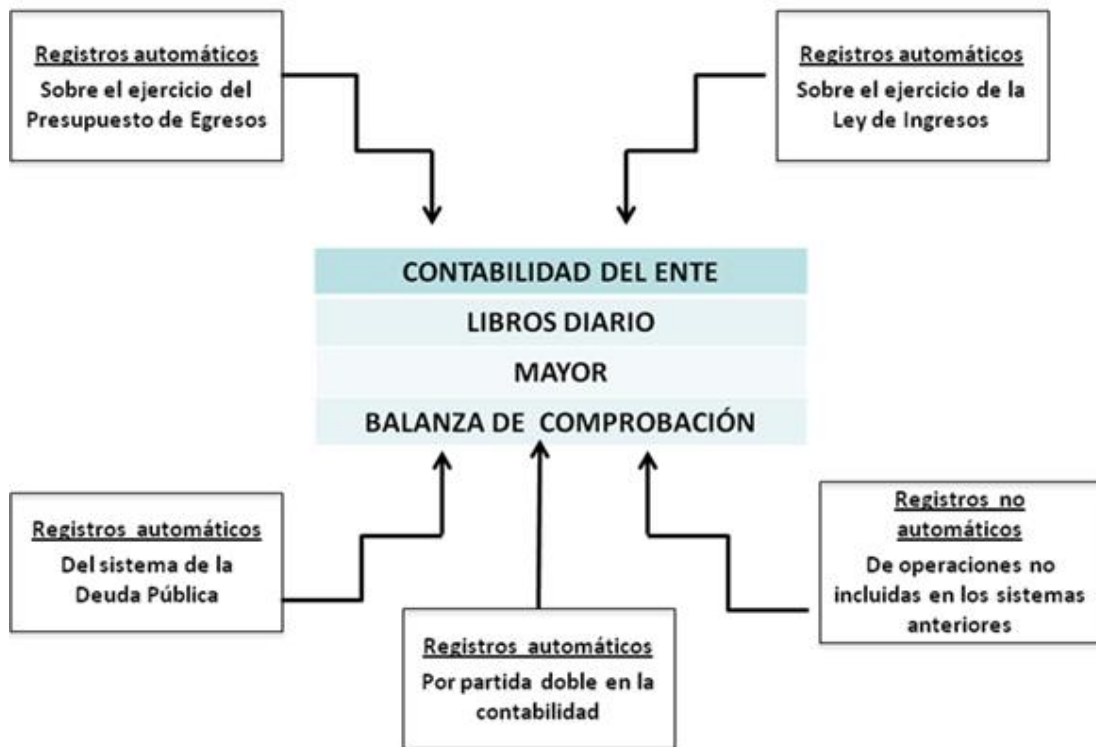 Registros automáticos
Sobre el ejercicio del
Presupuesto de Egresos
Registros automáticos
Sobre el ejercicio de la
Ley de Ingresos
CONTABILIDAD DEL ENTE
LIBROS DIARIO
MAYOR
BALANZA DE COMPROBACIÓN
Registros automáticos
Del sistema de la
Deuda Pública
Registros automáticos
Por partida doble en la
contabilidad
Registros no
automáticos
De operaciones no
incluidas en los sistemas
anteriores